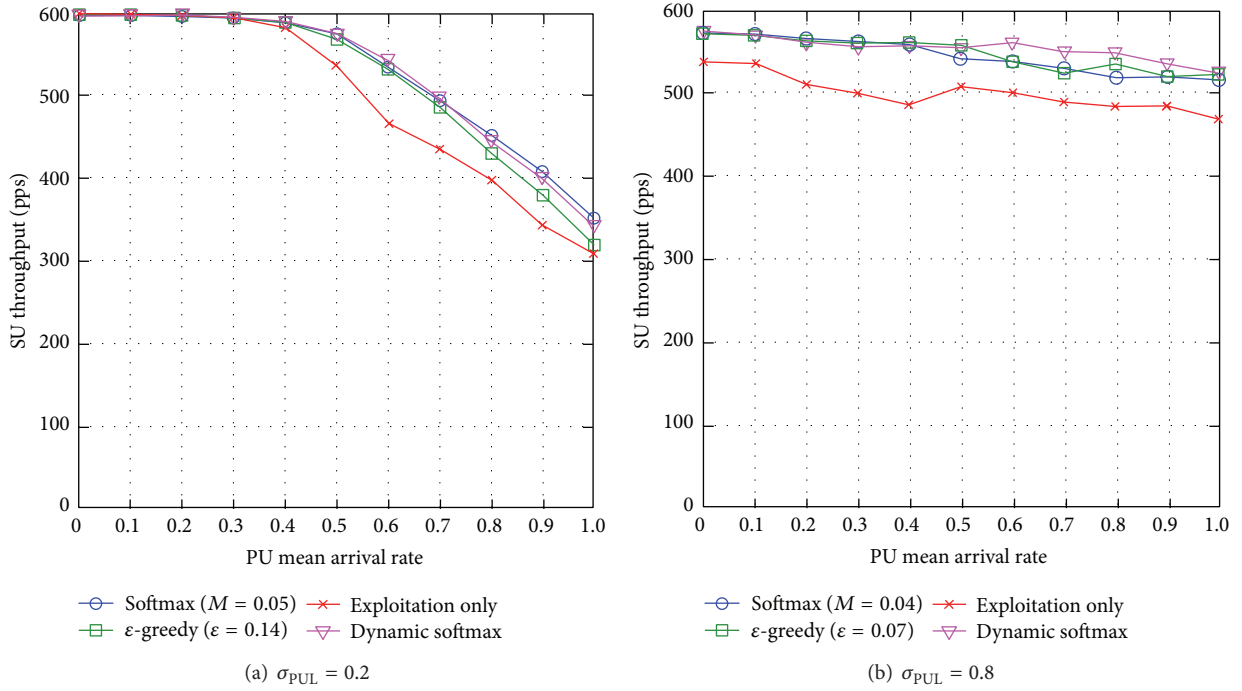 600
500
400
300
200
100
0
SU throughput (pps)
0 0.1 0.2 0.3 0.4 0.5 0.6 0.7 0.8 0.9 1.0
PU mean arrival rate
Softmax (M = 0.05)
ε-greedy (ε = 0.14)
Exploitation only
Dynamic softmax
(a) σPUL = 0.2
600
500
400
300
200
100
0
SU throughput (pps)
0 0.1 0.2 0.3 0.4 0.5 0.6 0.7 0.8 0.9 1.0
PU mean arrival rate
Softmax (M = 0.04)
ε-greedy (ε = 0.07)
Exploitation only
Dynamic softmax
(b) σPUL = 0.8